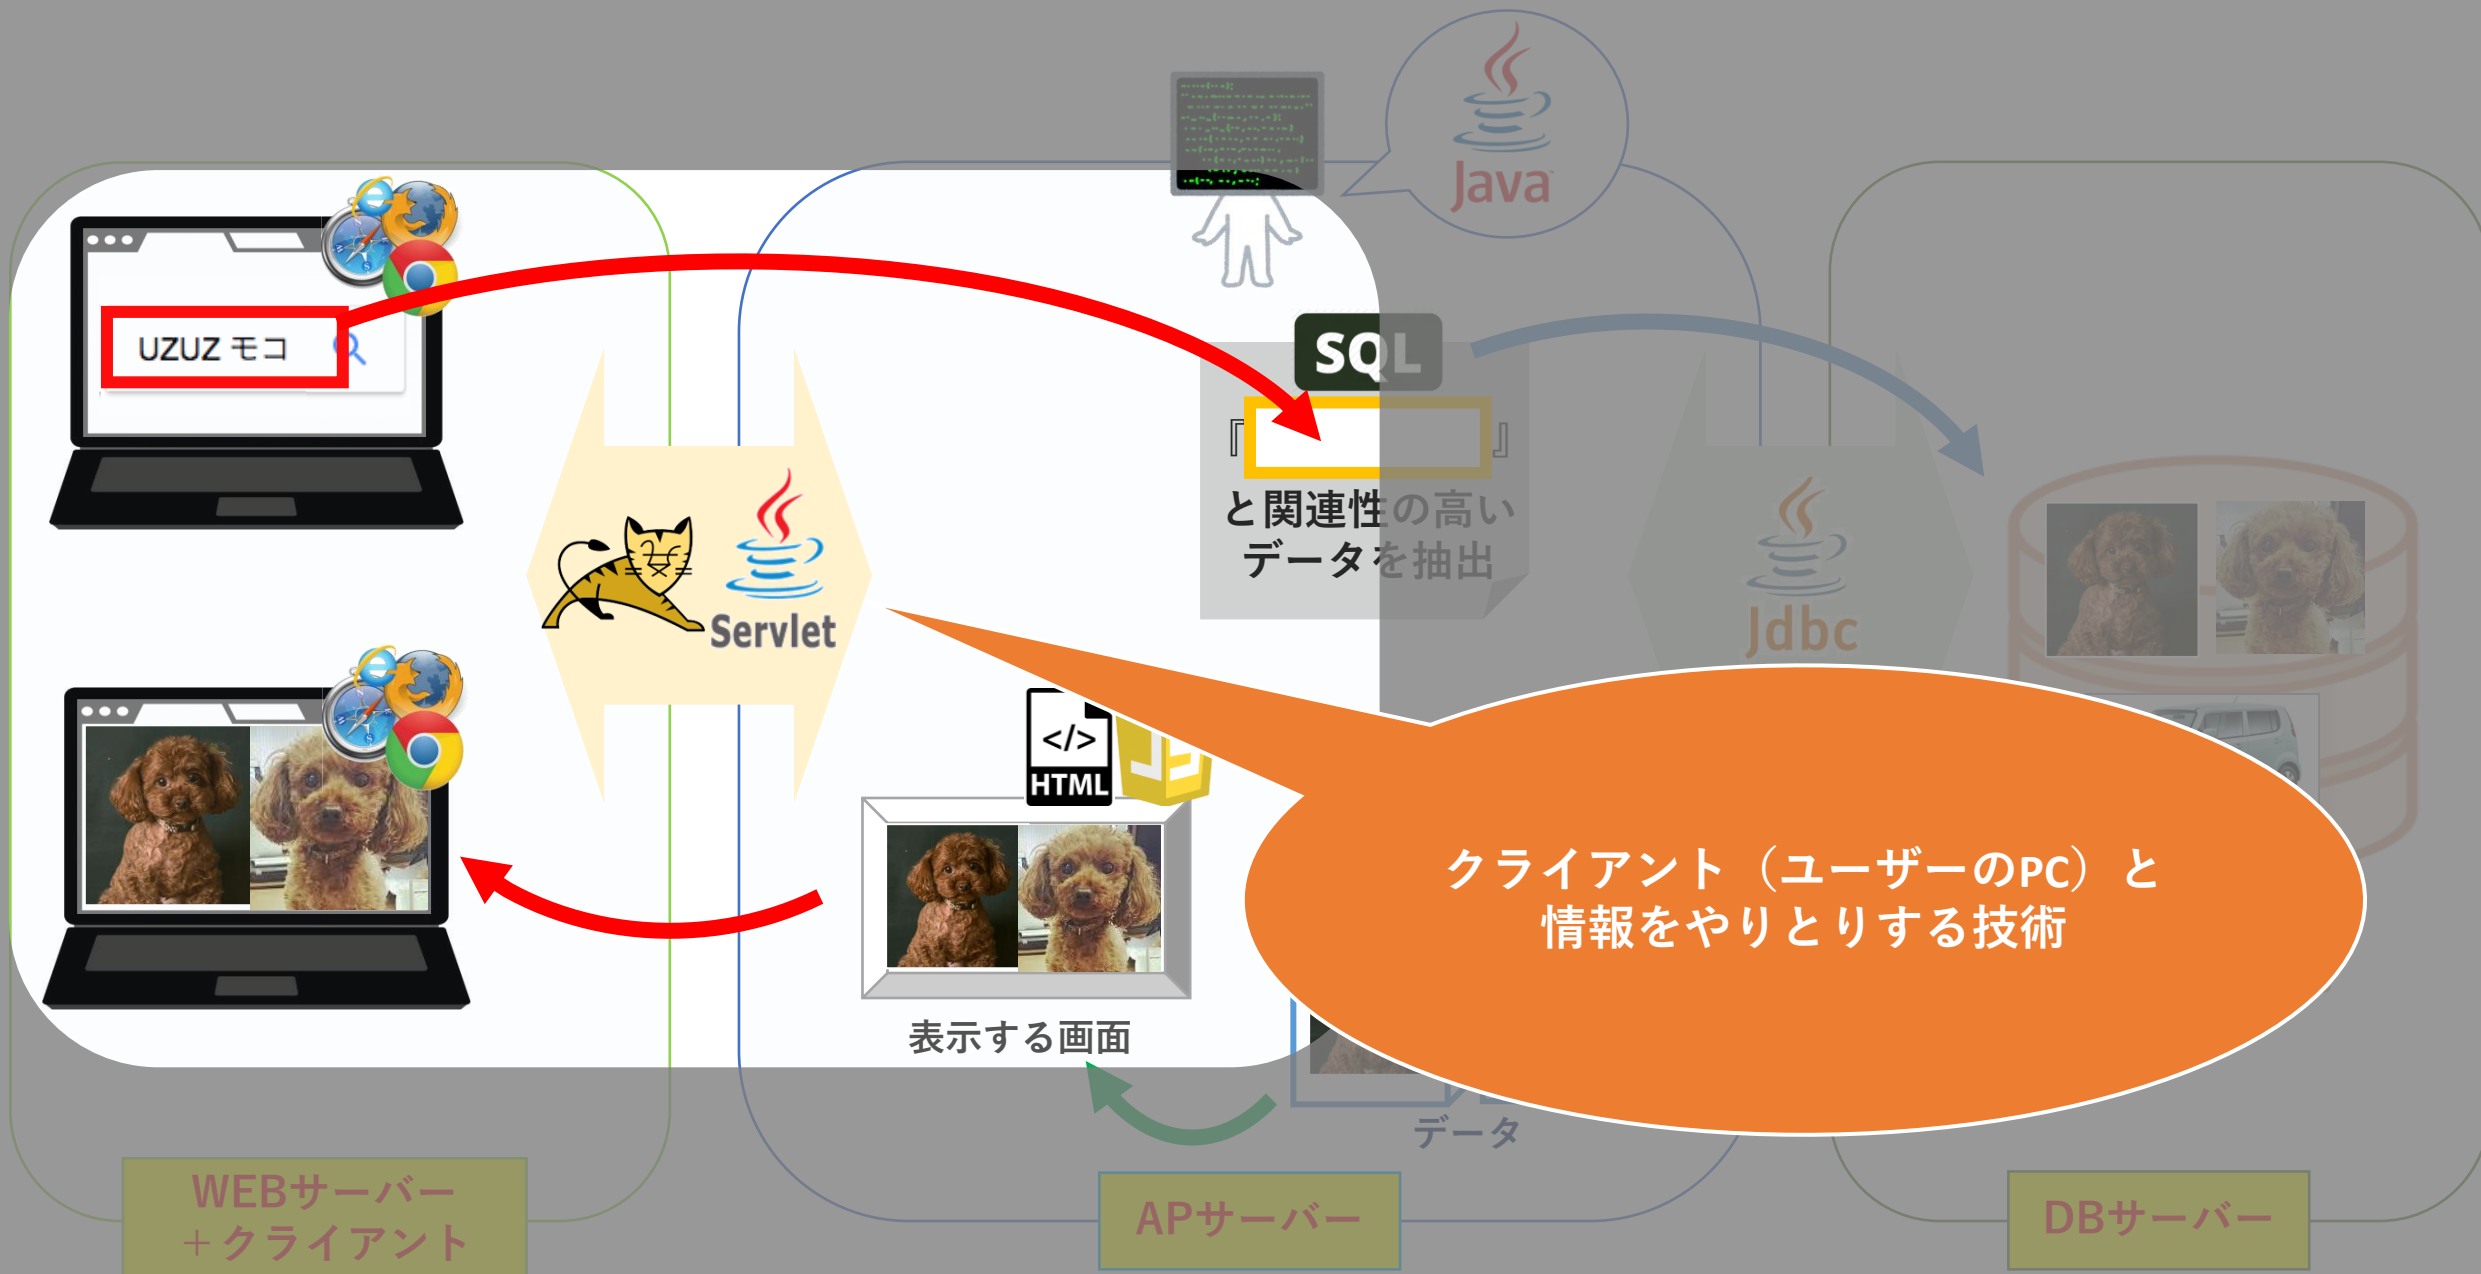 Java
UZUZ モコ
SQL
『　　　』
と関連性の高い
データを抽出
Servlet
Jdbc
</>
HTML
クライアント（ユーザーのPC）と
情報をやりとりする技術
表示する画面
データ
WEBサーバー
＋クライアント
APサーバー
DBサーバー